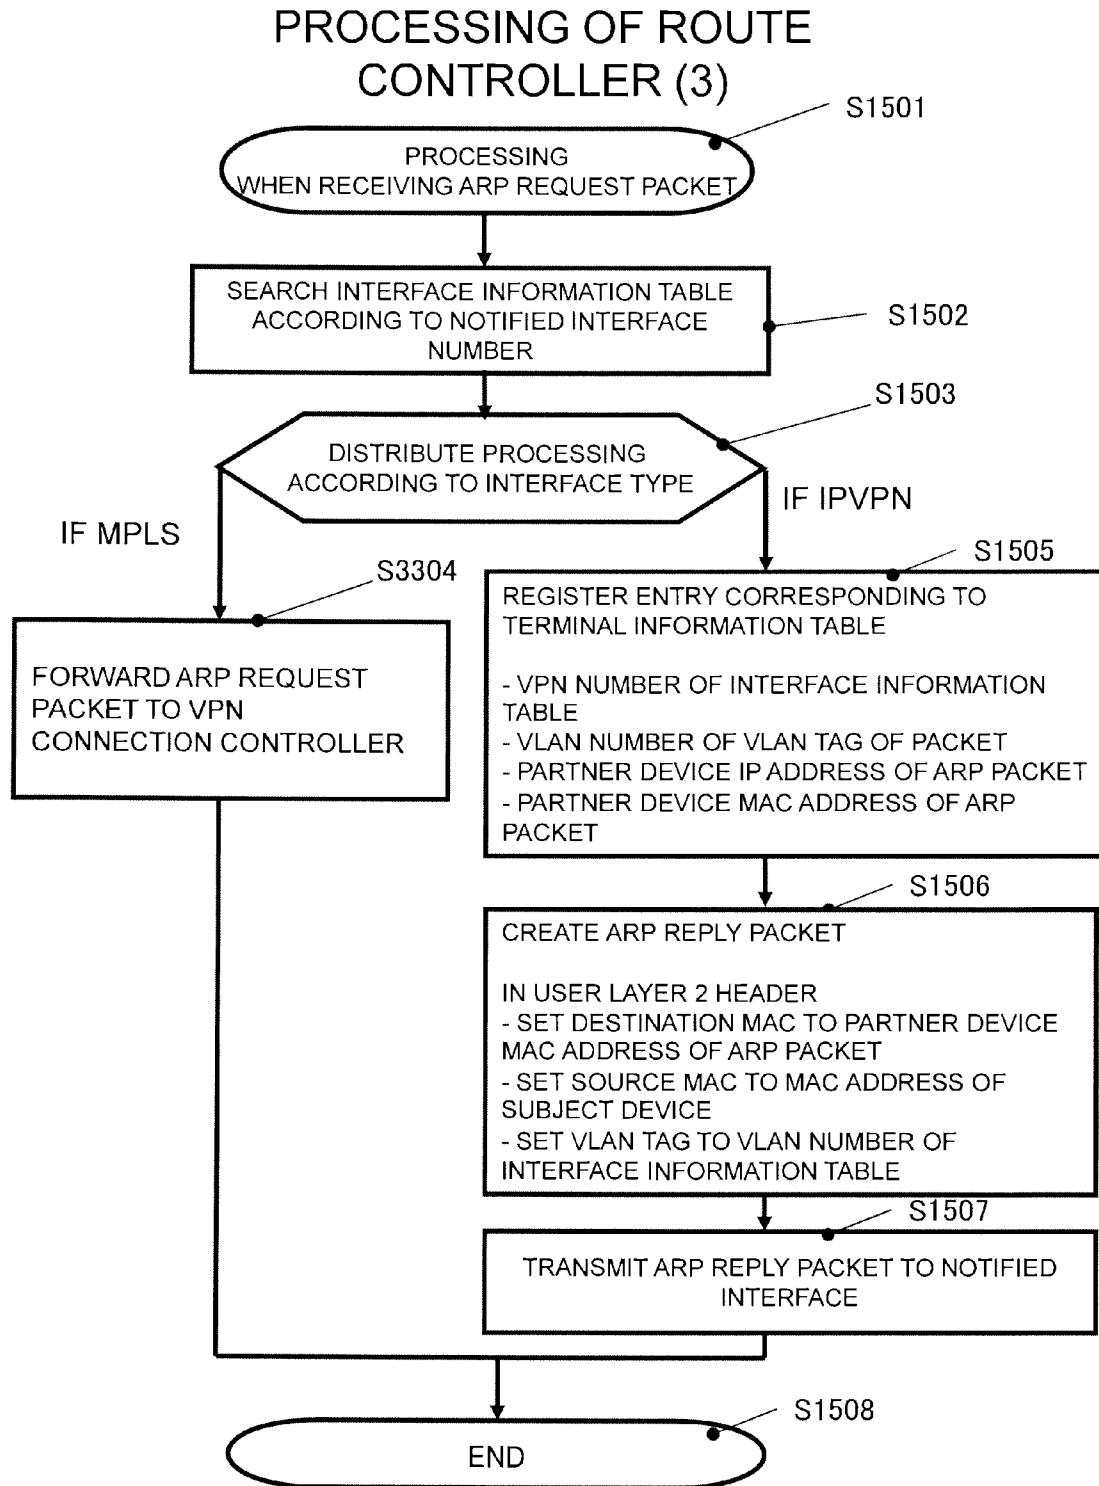 PROCESSING OF ROUTE
CONTROLLER (3)
S1501
PROCESSING
WHEN RECEIVING ARP REQUEST PACKET
SEARCH INTERFACE INFORMATION TABLE
ACCORDING TO NOTIFIED INTERFACE
NUMBER
S1502
S1503
DISTRIBUTE PROCESSING
ACCORDING TO INTERFACE TYPE
IF MPLS
IF IPVPN
S3304
FORWARD ARP REQUEST
PACKET TO VPN
CONNECTION CONTROLLER
S1505
REGISTER ENTRY CORRESPONDING TO
TERMINAL INFORMATION TABLE
- VPN NUMBER OF INTERFACE INFORMATION
TABLE
- VLAN NUMBER OF VLAN TAG OF PACKET
- PARTNER DEVICE IP ADDRESS OF ARP PACKET
- PARTNER DEVICE MAC ADDRESS OF ARP
PACKET
S1506
CREATE ARP REPLY PACKET
IN USER LAYER 2 HEADER
- SET DESTINATION MAC TO PARTNER DEVICE
MAC ADDRESS OF ARP PACKET
- SET SOURCE MAC TO MAC ADDRESS OF
SUBJECT DEVICE
- SET VLAN TAG TO VLAN NUMBER OF
INTERFACE INFORMATION TABLE
S1507
TRANSMIT ARP REPLY PACKET TO NOTIFIED
INTERFACE
S1508
END